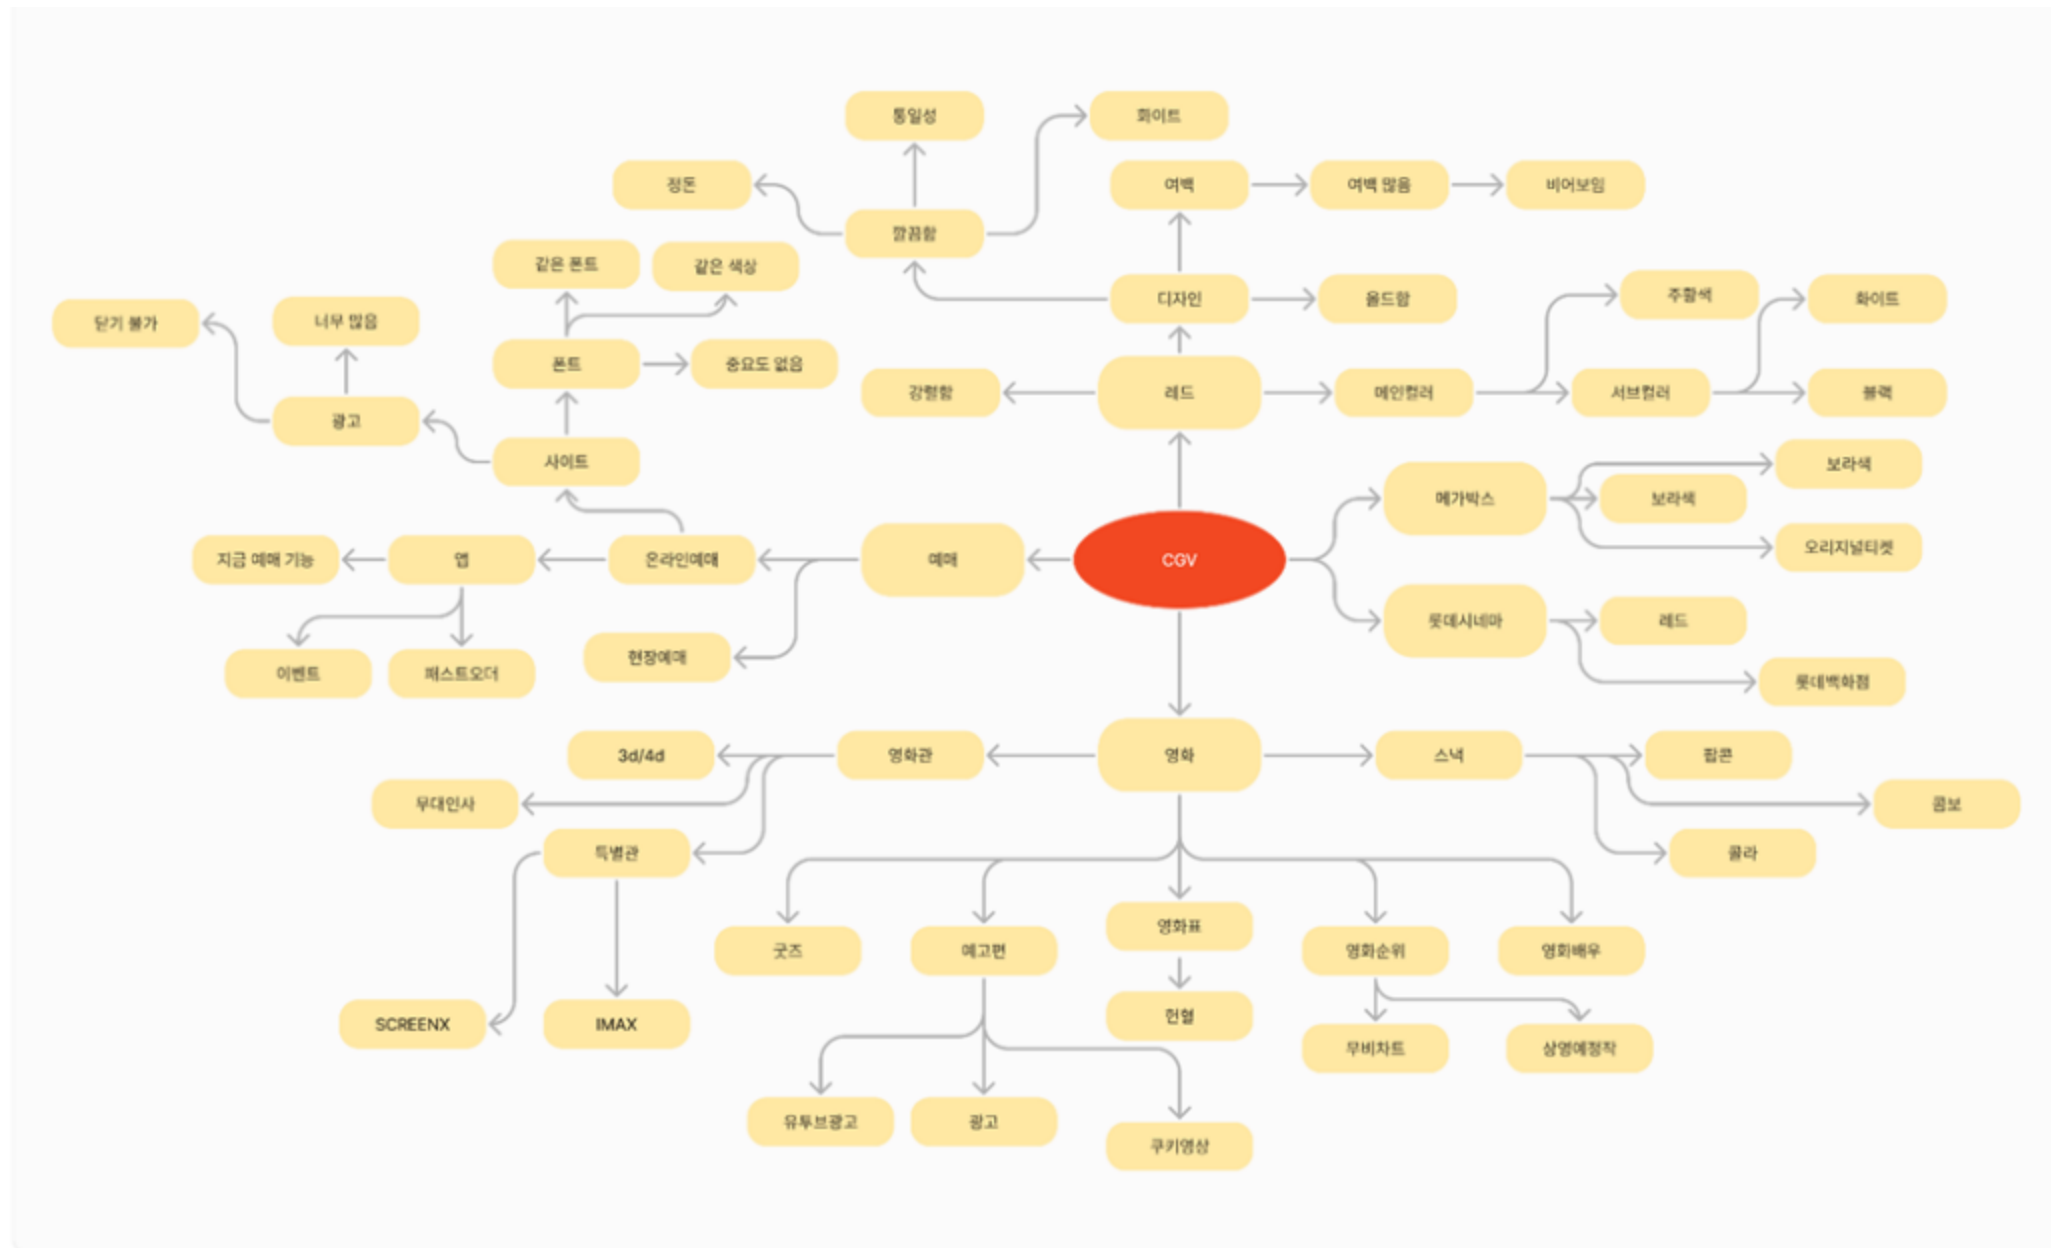 통일성
화이트
정돈
여백
여백 많음
비어보임
깔끔함
같은 폰트
같은 색상
디자인
올드함
주황색
화이트
닫기 불가
너무 많음
폰트
중요도 없음
강렬함
레드
메인컬러
서브컬러
블랙
광고
사이트
메가박스
보라색
보라색
오리지널티켓
지금 예매 기능
앱
온라인예매
예매
CGV
롯데시네마
레드
롯데백화점
이벤트
패스트오더
현장예매
3d/4d
영화관
영화
스낵
팝콘
무대인사
콤보
특별관
콜라
굿즈
예고편
영화표
영화순위
영화배우
SCREENX
IMAX
헌혈
무비차트
상영예정작
유투브광고
광고
쿠키영상